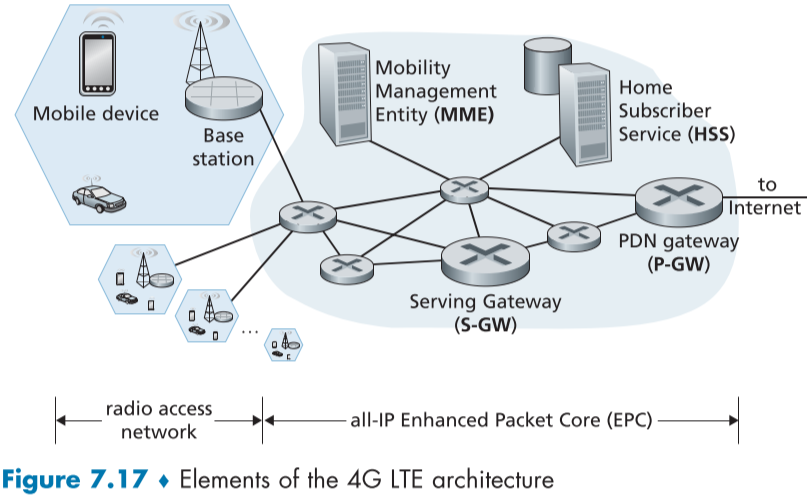 Mobile device
Base
station
Mobility
Management
Entity (MME)
Home
Subscriber
Service (HSS)
to
Internet
PDN gateway
(P-GW)
Serving Gateway
(S-GW)
...
radio access
network
all-IP Enhanced Packet Core (EPC)
Figure 7.17 ♦ Elements of the 4G LTE architecture